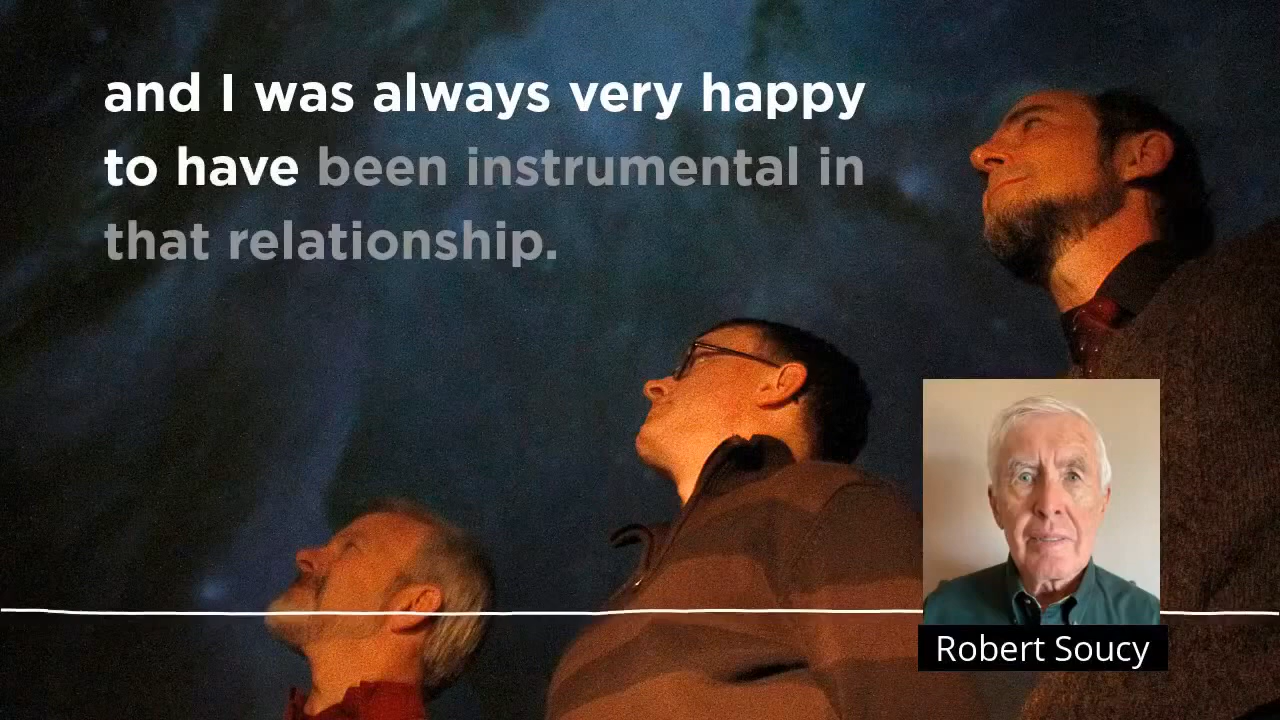 and I was always very happy
to have been instrumental in
that relationship.
Robert Soucy